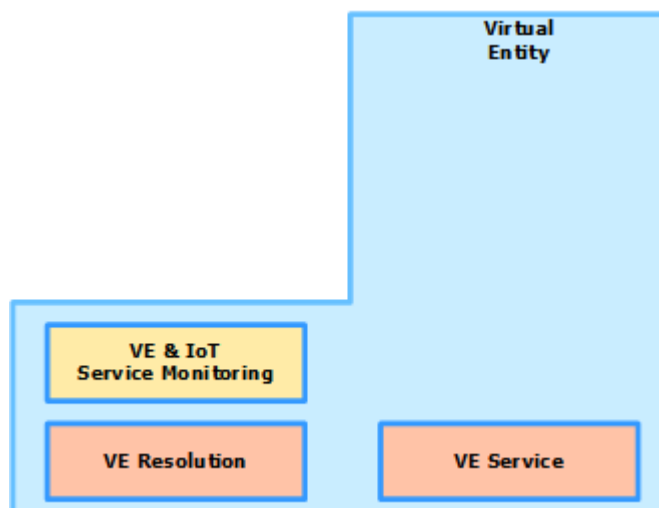 Virtual
Entity
VE & IoT
Service Monitoring
VE Resolution
VE Service